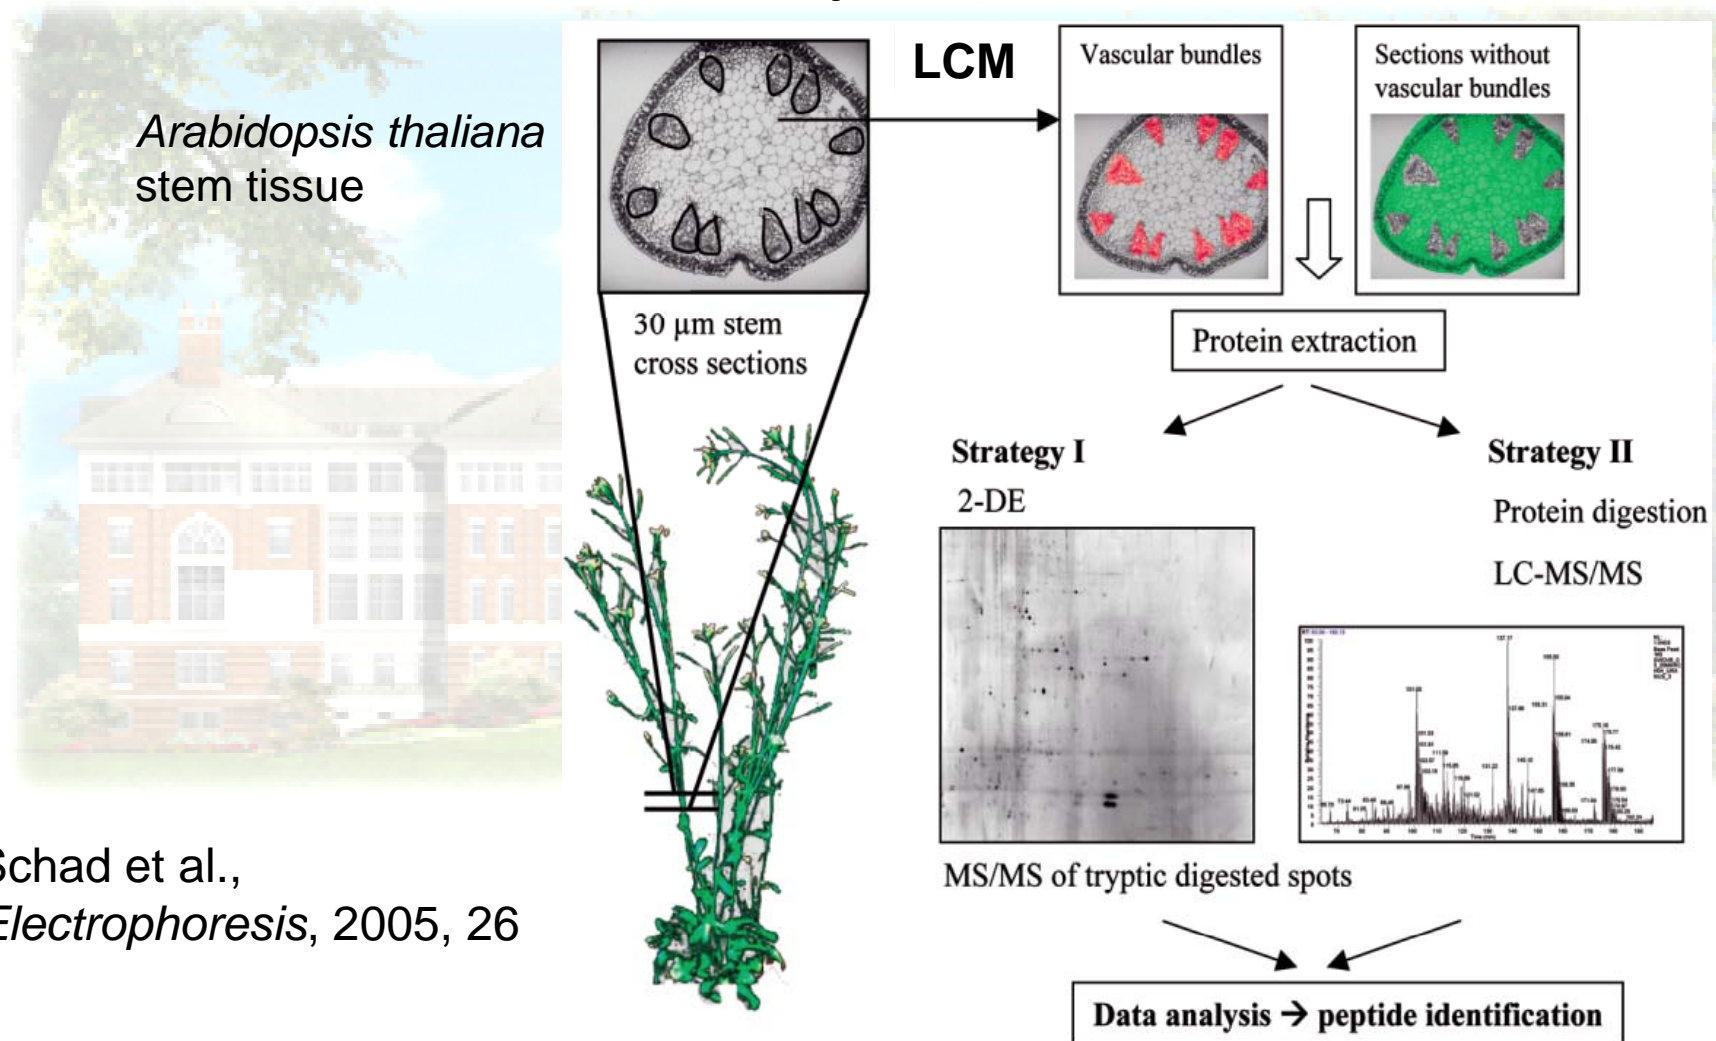 Arabidopsis thaliana
stem tissue
LCM
Vascular bundles
Sections without
vascular bundles
30 µm stem
cross sections
Protein extraction
Strategy I
2-DE
Strategy II
Protein digestion
LC-MS/MS
MS/MS of tryptic digested spots
Schad et al.,
Electrophoresis, 2005, 26
Data analysis → peptide identification